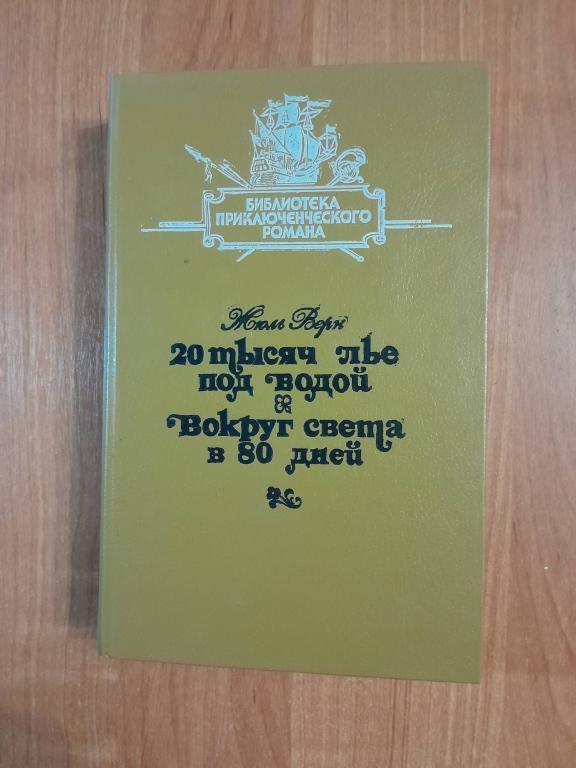 БИБЛИОТЕКА
ПРИКЛЮЧЕНЧЕСКОГО
РОМАНА
Жюль Верн
20 тысяч лье
под водой
Вокруг света
в 80 дней